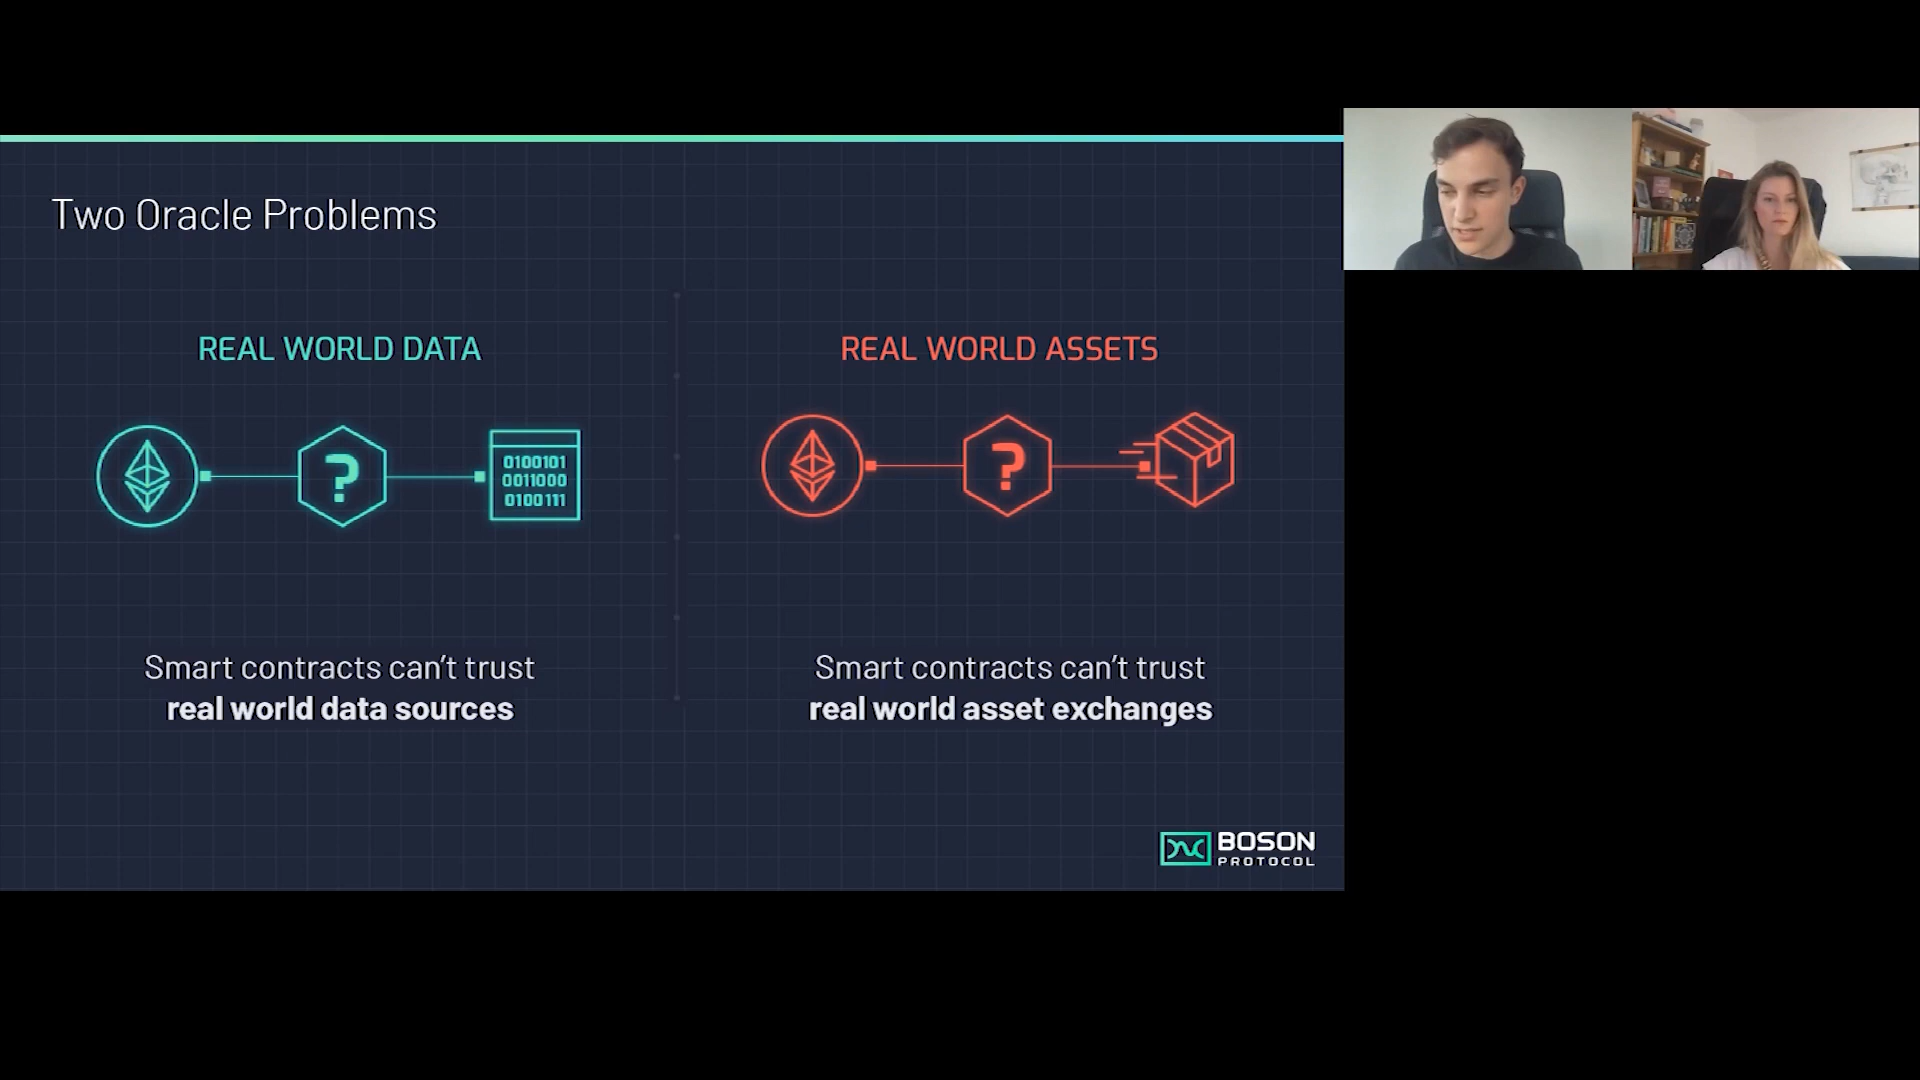 Two Oracle Problems
REAL WORLD DATA
?
0100101
0011000
0100111
Smart contracts can’t trust
real world data sources
REAL WORLD ASSETS
?
Smart contracts can’t trust
real world asset exchanges
BOSON
PROTOCOL